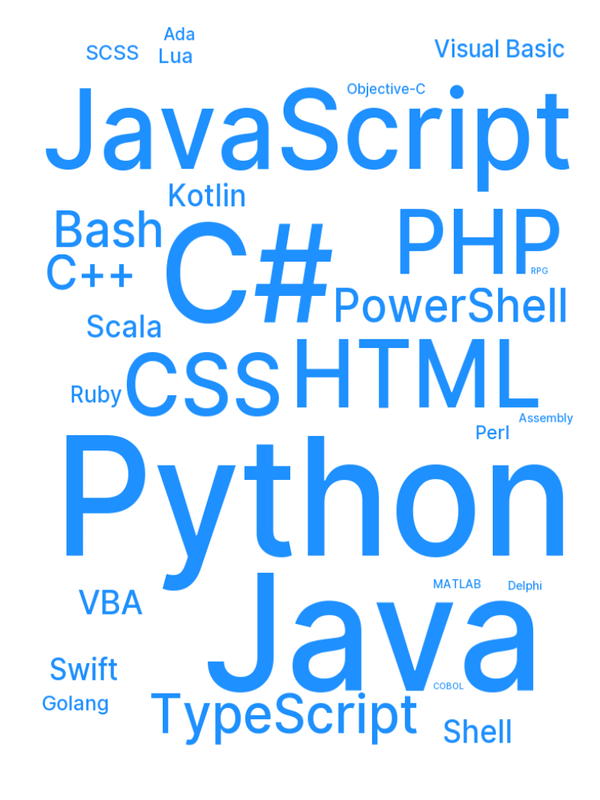 Ada
SCSS
Lua
Visual Basic
Objective-C
JavaScript
Kotlin
Bash
PHP
C++
C#
RPG
PowerShell
Scala
CSS
HTML
Ruby
Assembly
Perl
Python
MATLAB
Delphi
VBA
Java
Swift
COBOL
Golang
TypeScript
Shell